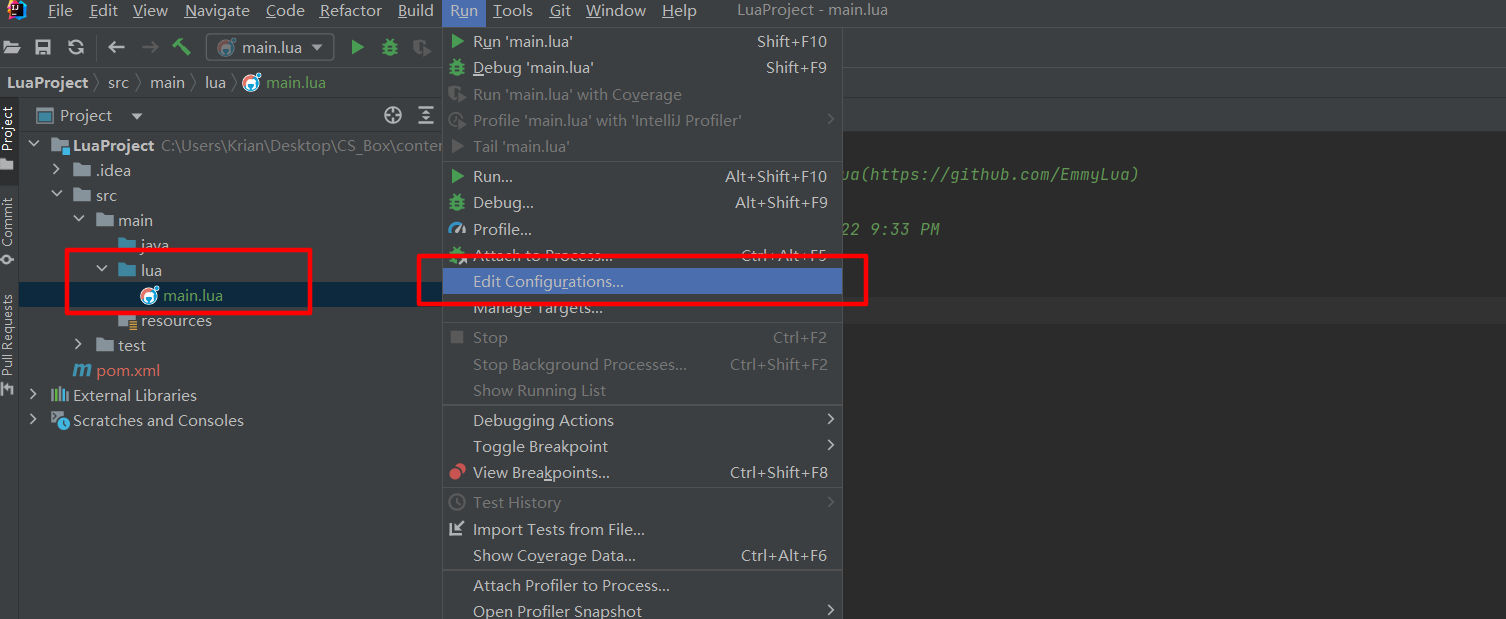 File Edit View Navigate Code Refactor Build Run Tools Git Window Help LuaProject - main.lua
main.lua
LuaProject src main lua main.lua
Project
Commit
Pull Requests
Project
LuaProject C:\Users\Krian\Desktop\CS_Box\conter
.idea
src
main
java
lua
main.lua
resources
test
pom.xml
External Libraries
Scratches and Consoles
Run 'main.lua' Shift+F10
Debug 'main.lua' Shift+F9
Run 'main.lua' with Coverage
Profile 'main.lua' with 'IntelliJ Profiler'
Tail 'main.lua'
Run... Alt+Shift+F10
Debug... Alt+Shift+F9
Profile...
Attach to Process... Ctrl+Alt+F5
Edit Configurations...
Manage Targets...
Stop Ctrl+F2
Stop Background Processes... Ctrl+Shift+F2
Show Running List
Debugging Actions
Toggle Breakpoint
View Breakpoints... Ctrl+Shift+F8
Test History
Import Tests from File...
Show Coverage Data... Ctrl+Alt+F6
Attach Profiler to Process...
Open Profiler Snapshot
ua(https://github.com/EmmyLua)
22 9:33 PM